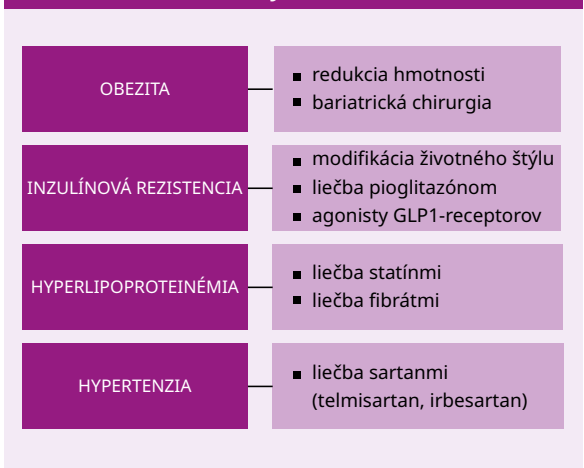 OBEZITA
redukcia hmotnosti
bariatrická chirurgia
INZULÍNOVÁ REZISTENCIA
modifikácia životného štýlu
liečba pioglitazónom
agonisty GLP1-receptorov
HYPERLIPOPROTEINÉMIA
liečba statínmi
liečba fibrátmi
HYPERTENZIA
liečba sartanmi
(telmisartan, irbesartan)